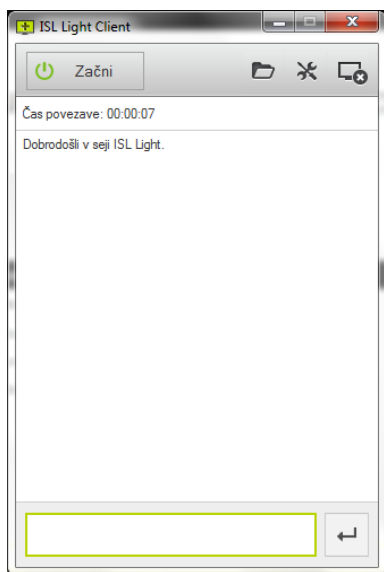 ISL Light Client
Začni
Čas povezave: 00:00:07
Dobrodošli v seji ISL Light.